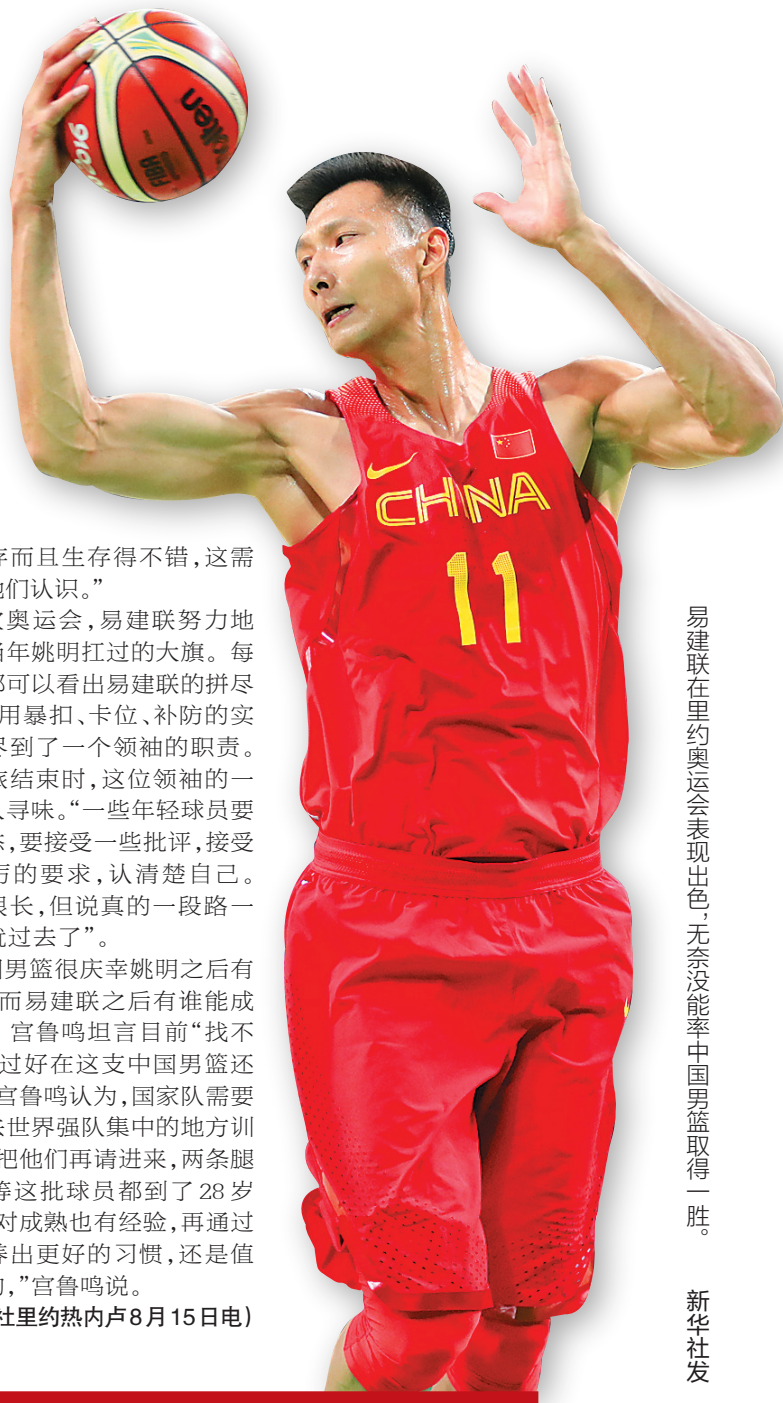 molten
FIBA
CHINA
11
存而且生存得不错，这需
他们认识。”
奥运会，易建联努力地
当年姚明扛过的大旗。每
都可以看出易建联的拼尽
用暴扣、卡位、补防的实
尽到了一个领袖的职责。
旅结束时，这位领袖的一
人寻味。“一些年轻球员要
，要接受一些批评，接受
厉的要求，认清楚自己。
很长，但说真的一段路一
就过去了”。
男篮很庆幸姚明之后有
而易建联之后有谁能成
宫鲁鸣坦言目前“找不
过好在这支中国男篮还
宫鲁鸣认为，国家队需要
去世界强队集中的地方训
把他们再请进来，两条腿
等这批球员都到了28岁
对成熟也有经验，再通过
养出更好的习惯，还是值
的，”宫鲁鸣说。
社里约热内卢8月15日电）
易建联在里约奥运会表现出色，无奈没能率中国男篮取得一胜。
新华社发